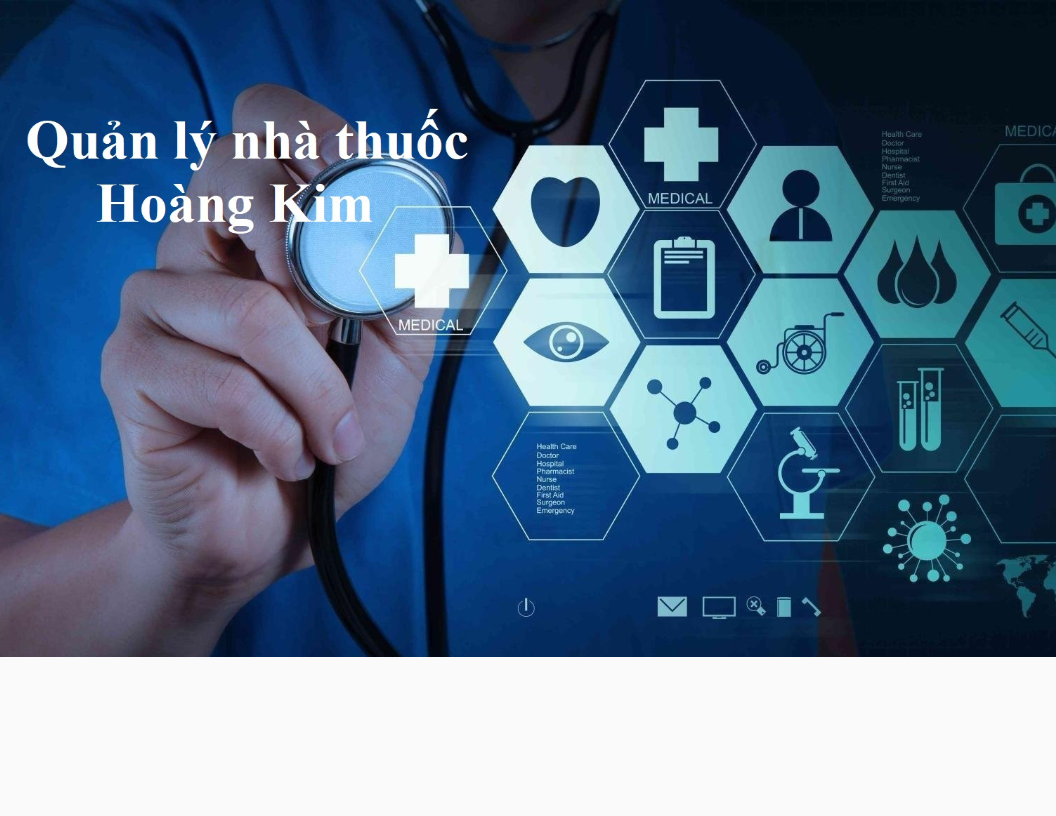 Quản lý nhà thuốc
Hoàng Kim
MEDICAL
MEDICAL
Health Care
Doctor
Hospital
Pharmacist
Nurse
Dentist
First Aid
Surgeon
Emergency
Health Care
Doctor
Hospital
Pharmacist
Nurse
Dentist
First Aid
Surgeon
Emergency
MEDICA